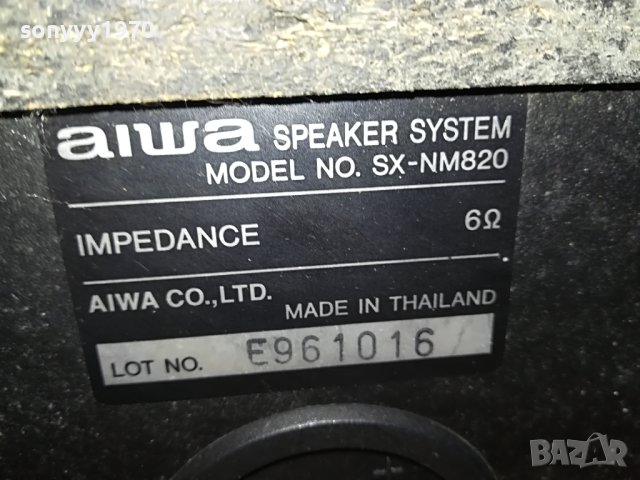 sonyyy1970
aiwa SPEAKER SYSTEM
MODEL NO. SX-NM820
IMPEDANCE 6Ω
AIWA CO.,LTD. MADE IN THAILAND
LOT NO. E961016
BAZAR